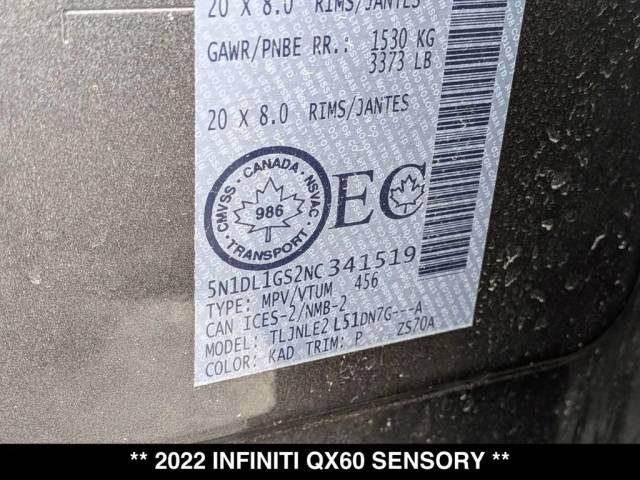 20 X 8.0 RIMS/JANTES
GAWR/PNBE RR.: 1530 KG
3373 LB
20 X 8.0 RIMS/JANTES
CMVSS · CANADA · NSVAC · TRANSPORT ·
986
EC
5N1DL1GS2NC341519
TYPE: MPV/VTUM 456
CAN ICES-2/NMB-2
MODEL: TLJNLE2L51DN7G---A
COLOR: KAD TRIM: P ZS70A
** 2022 INFINITI QX60 SENSORY **